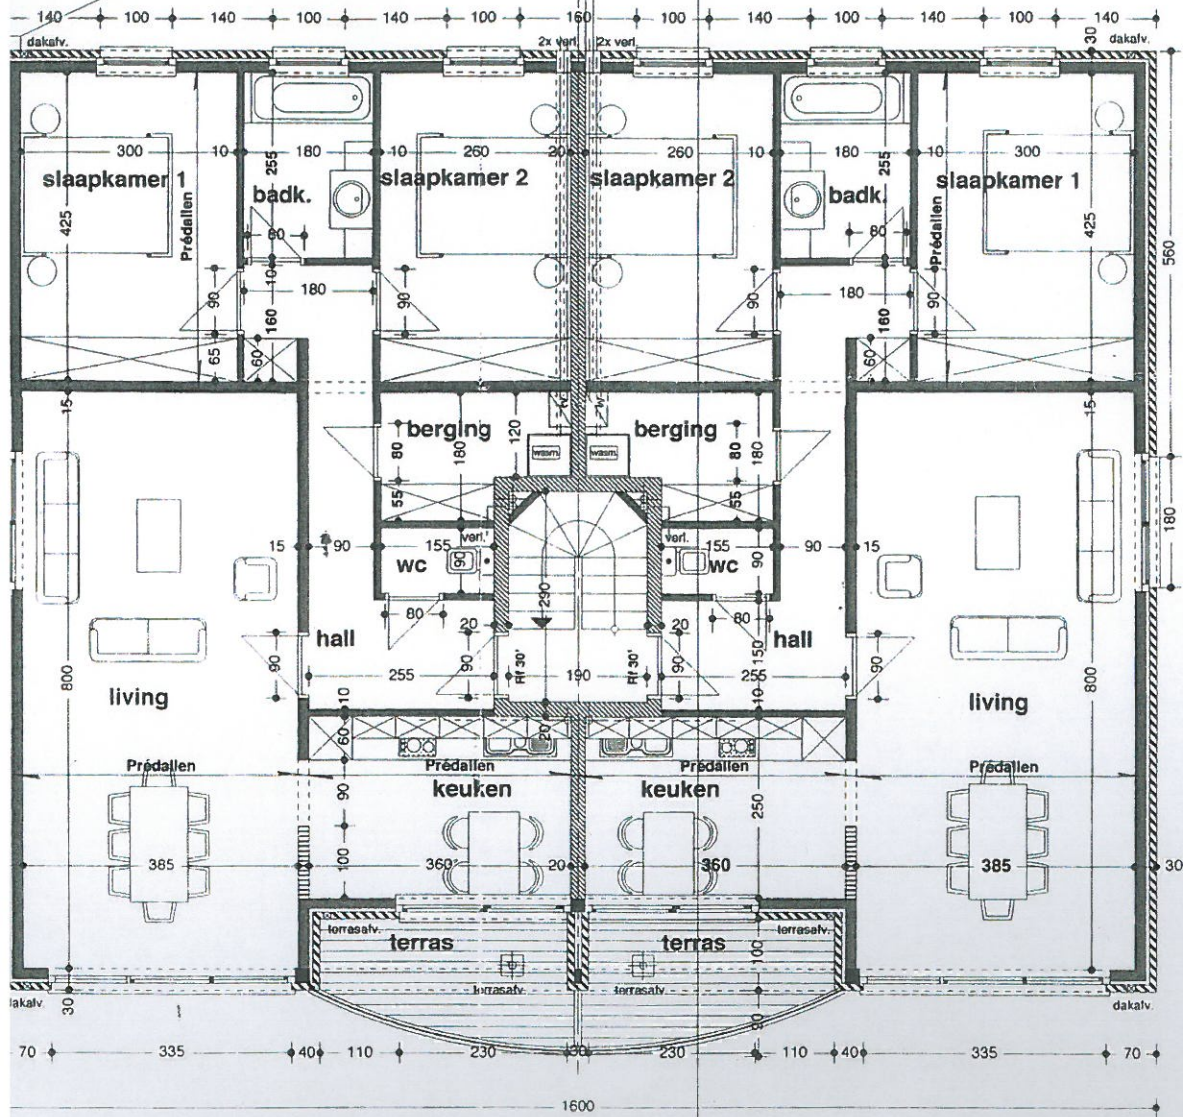 140 100 140 100 160 100 140 100 140
dakafv. 2x verl. 2x verl. 30 dakafv.
425 300 10 255 180 10 260 20 260 10 180 255 10 300 425
slaapkamer 1 badk. slaapkamer 2 slaapkamer 2 badk. slaapkamer 1
Prédallen Prédallen
80 80
560
90 10 180 90 90 180 10 90
65 60 160 160 60
15 15
berging berging
80 180 120 80 180
wasm. wasm.
55 55
180
verl. verl.
15 90 155 155 90 15
wc 90 290 wc 90
80 80
20 20
hall hall
90 90 Rf 30' Rf 30' 90 150 90
800 255 190 255 800
living living
10 10
60 20
Prédallen Prédallen Prédallen Prédallen
keuken keuken
90 250
100
385 360 20 360 385 30
terrasafv. terrasafv.
terras terras
100
terrasafv. terrasafv.
dakafv. dakafv.
30
70 335 40 110 230 230 110 40 335 70
1600